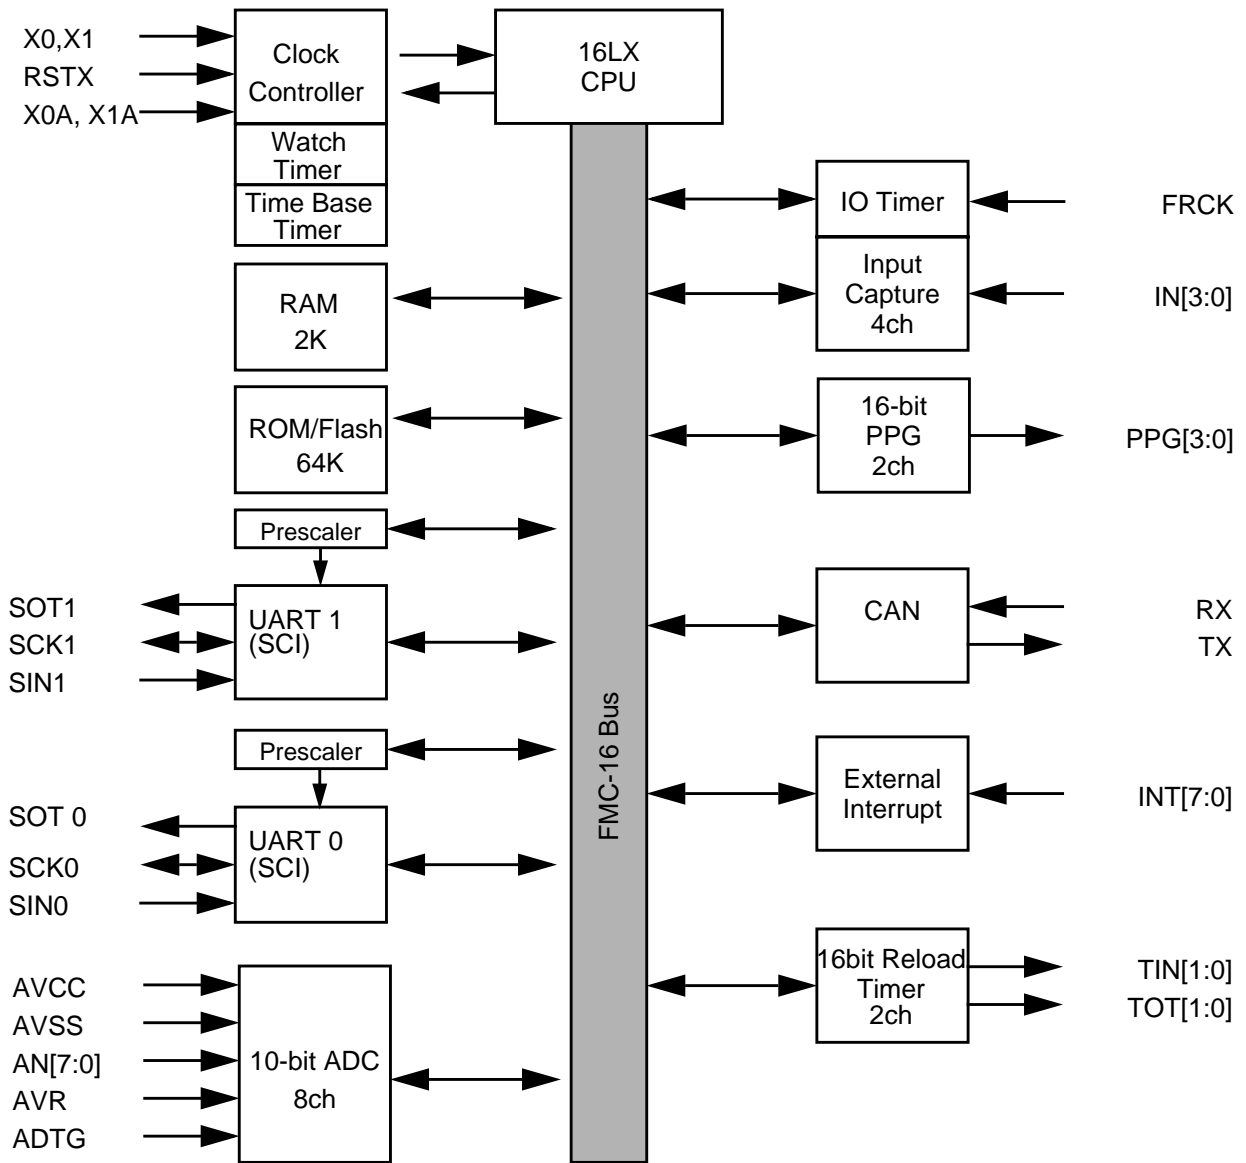 X0,X1
RSTX
X0A, X1A
Clock
Controller
Watch
Timer
Time Base
Timer
16LX
CPU
RAM
2K
ROM/Flash
64K
Prescaler
SOT1
SCK1
SIN1
UART 1
(SCI)
Prescaler
SOT 0
SCK0
SIN0
UART 0
(SCI)
AVCC
AVSS
AN[7:0]
AVR
ADTG
10-bit ADC
8ch
FMC-16 Bus
IO Timer
FRCK
Input
Capture
4ch
IN[3:0]
16-bit
PPG
2ch
PPG[3:0]
CAN
RX
TX
External
Interrupt
INT[7:0]
16bit Reload
Timer
2ch
TIN[1:0]
TOT[1:0]